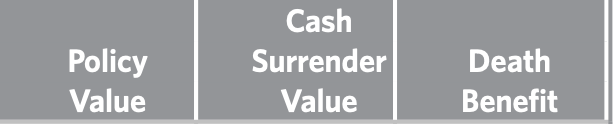 Policy
Value
Cash
Surrender
Value
Death
Benefit